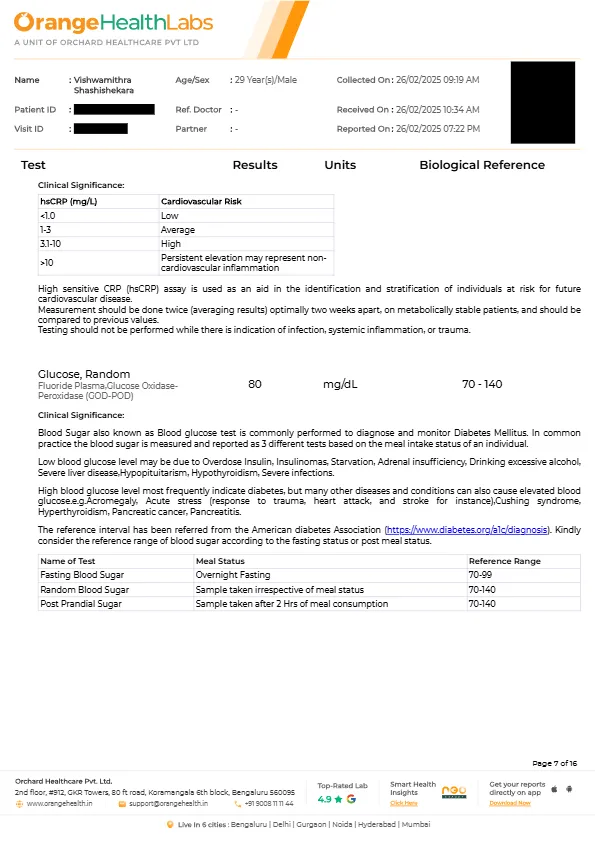 OrangeHealthLabs
A UNIT OF ORCHARD HEALTHCARE PVT LTD
Name : Vishwamithra Shashishekara Age/Sex : 29 Year(s)/Male Collected On : 26/02/2025 09:19 AM
Patient ID : Ref. Doctor : - Received On : 26/02/2025 10:34 AM
Visit ID : Partner : - Reported On : 26/02/2025 07:22 PM
Test Results Units Biological Reference
Clinical Significance:
hsCRP (mg/L) Cardiovascular Risk
<1.0 Low
1-3 Average
3.1-10 High
>10 Persistent elevation may represent non-
cardiovascular inflammation
High sensitive CRP (hsCRP) assay is used as an aid in the identification and stratification of individuals at risk for future
cardiovascular disease.
Measurement should be done twice (averaging results) optimally two weeks apart, on metabolically stable patients, and should be
compared to previous values.
Testing should not be performed while there is indication of infection, systemic inflammation, or trauma.
Glucose, Random 80 mg/dL 70 - 140
Fluoride Plasma,Glucose Oxidase-
Peroxidase (GOD-POD)
Clinical Significance:
Blood Sugar also known as Blood glucose test is commonly performed to diagnose and monitor Diabetes Mellitus. In common
practice the blood sugar is measured and reported as 3 different tests based on the meal intake status of an individual.
Low blood glucose level may be due to Overdose Insulin, Insulinomas, Starvation, Adrenal insufficiency, Drinking excessive alcohol,
Severe liver disease,Hypopituitarism, Hypothyroidism, Severe infections.
High blood glucose level most frequently indicate diabetes, but many other diseases and conditions can also cause elevated blood
glucose.e.g.Acromegaly, Acute stress (response to trauma, heart attack, and stroke for instance),Cushing syndrome,
Hyperthyroidism, Pancreatic cancer, Pancreatitis.
The reference interval has been referred from the American diabetes Association (https://www.diabetes.org/a1c/diagnosis). Kindly
consider the reference range of blood sugar according to the fasting status or post meal status.
Name of Test Meal Status Reference Range
Fasting Blood Sugar Overnight Fasting 70-99
Random Blood Sugar Sample taken irrespective of meal status 70-140
Post Prandial Sugar Sample taken after 2 Hrs of meal consumption 70-140
Page 7 of 16
Orchard Healthcare Pvt. Ltd.
2nd floor, #912, GKR Towers, 80 ft road, Koramangala 6th block, Bengaluru 560095
www.orangehealth.in support@orangehealth.in +91 9008 11 11 44
Top-Rated Lab
4.9
Smart Health
Insights
Click Here
Get your reports
directly on app
Download Now
Live In 6 cities : Bengaluru | Delhi | Gurgaon | Noida | Hyderabad | Mumbai